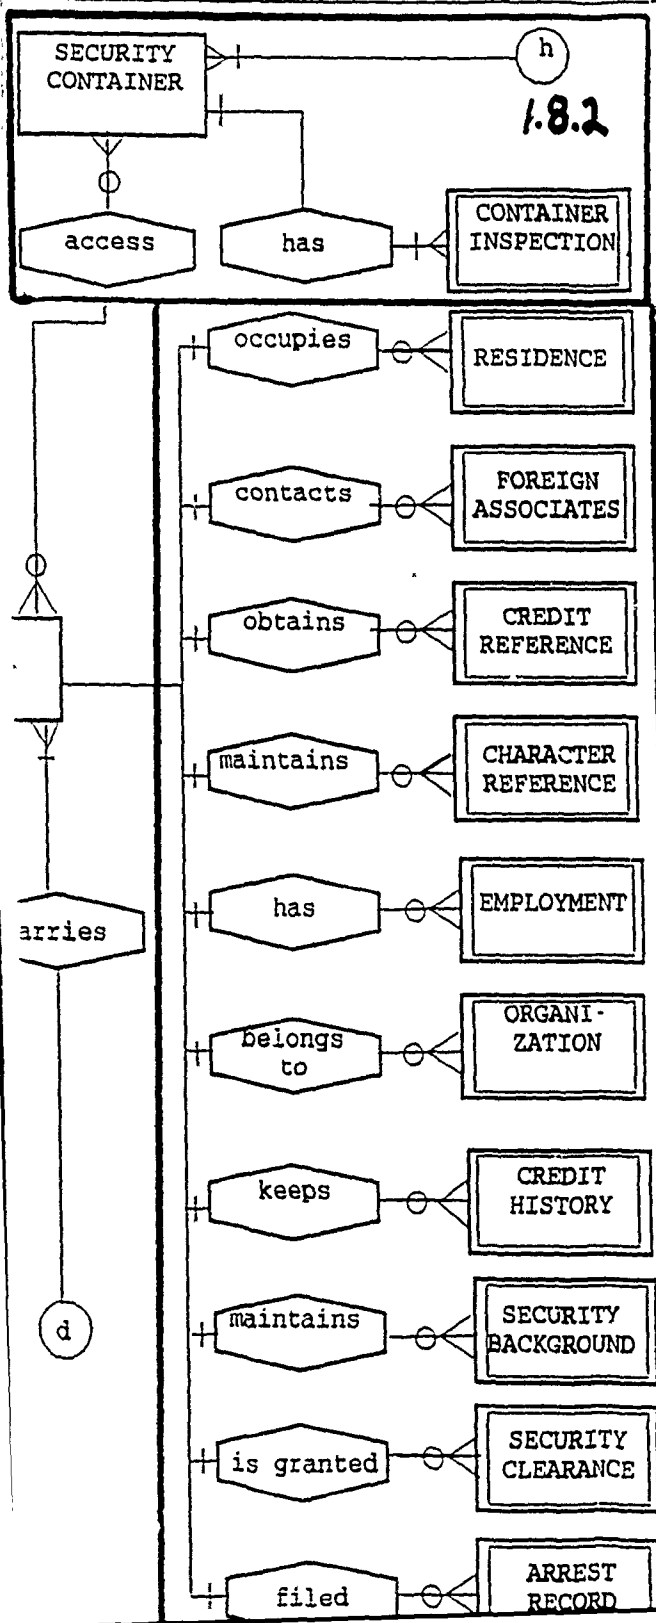 SECURITY
CONTAINER
h
1.8.2
access
has
CONTAINER
INSPECTION
occupies
RESIDENCE
contacts
FOREIGN
ASSOCIATES
obtains
CREDIT
REFERENCE
maintains
CHARACTER
REFERENCE
has
EMPLOYMENT
arries
belongs
to
ORGANI-
ZATION
keeps
CREDIT
HISTORY
d
maintains
SECURITY
BACKGROUND
is granted
SECURITY
CLEARANCE
filed
ARREST
RECORD